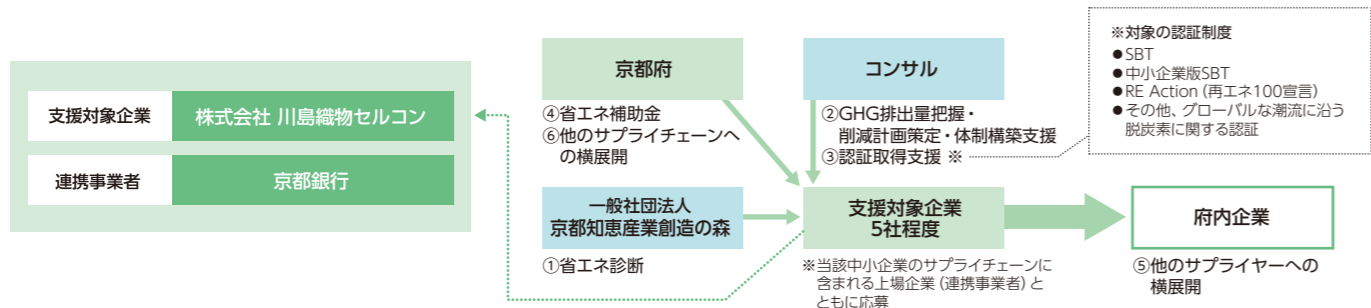 支援対象企業
株式会社 川島織物セルコン
連携事業者
京都銀行
京都府
④省エネ補助金
⑥他のサプライチェーンへ
の横展開
コンサル
②GHG排出量把握・
削減計画策定・体制構築支援
③認証取得支援 ※
※対象の認証制度
●SBT
●中小企業版SBT
●RE Action (再エネ100宣言)
●その他、グローバルな潮流に沿う
脱炭素に関する認証
一般社団法人
京都知恵産業創造の森
①省エネ診断
支援対象企業
5社程度
※当該中小企業のサプライチェーンに
含まれる上場企業 (連携事業者) と
ともに応募
府内企業
⑤他のサプライヤーへの
横展開